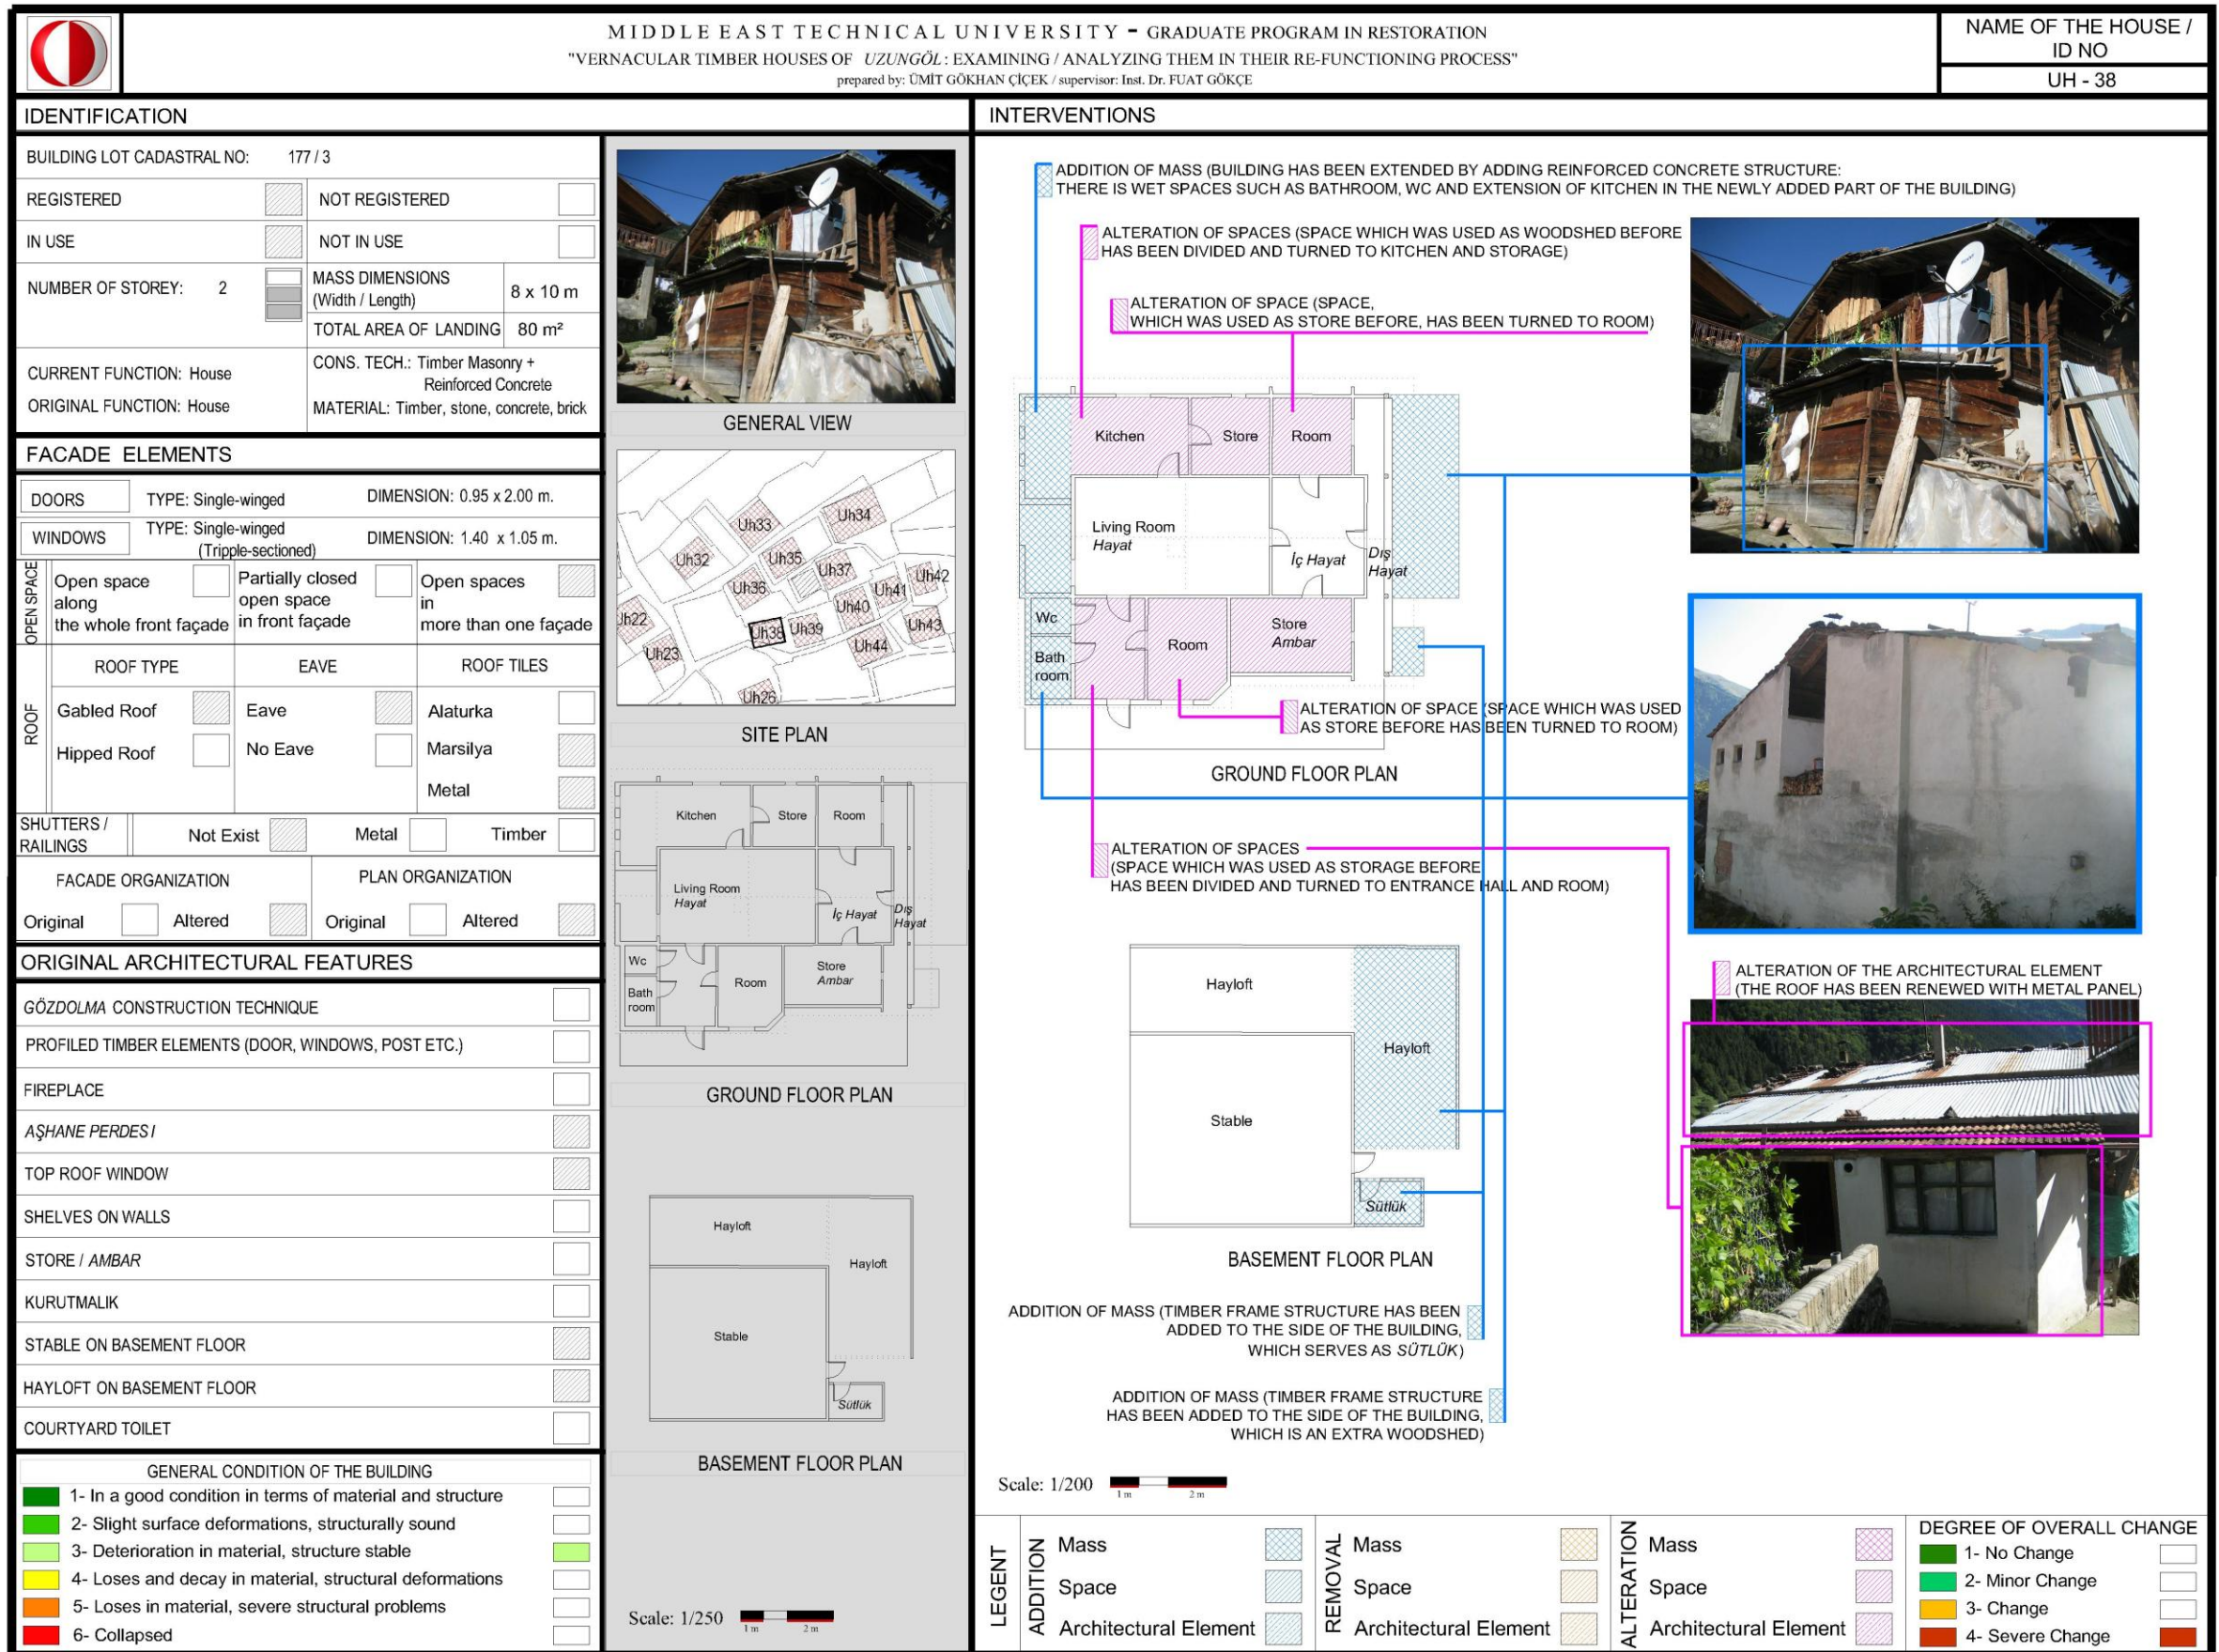 MIDDLE EAST TECHNICAL UNIVERSITY - GRADUATE PROGRAM IN RESTORATION
"VERNACULAR TIMBER HOUSES OF UZUNGÖL: EXAMINING / ANALYZING THEM IN THEIR RE-FUNCTIONING PROCESS"
prepared by: ÜMİT GÖKHAN ÇİÇEK / supervisor: Inst. Dr. FUAT GÖKÇE
NAME OF THE HOUSE /
ID NO
UH - 38
IDENTIFICATION
BUILDING LOT CADASTRAL NO: 177 / 3
REGISTERED
NOT REGISTERED
IN USE
NOT IN USE
NUMBER OF STOREY: 2
MASS DIMENSIONS
(Width / Length)
8 x 10 m
TOTAL AREA OF LANDING
80 m²
CURRENT FUNCTION: House
ORIGINAL FUNCTION: House
CONS. TECH.: Timber Masonry +
Reinforced Concrete
MATERIAL: Timber, stone, concrete, brick
FACADE ELEMENTS
DOORS
TYPE: Single-winged
DIMENSION: 0.95 x 2.00 m.
WINDOWS
TYPE: Single-winged
(Tripple-sectioned)
DIMENSION: 1.40 x 1.05 m.
OPEN SPACE
Open space
along
the whole front façade
Partially closed
open space
in front façade
Open spaces
in
more than one façade
ROOF
ROOF TYPE
EAVE
ROOF TILES
Gabled Roof
Eave
Alaturka
Hipped Roof
No Eave
Marsilya
Metal
SHUTTERS /
RAILINGS
Not Exist
Metal
Timber
FACADE ORGANIZATION
PLAN ORGANIZATION
Original
Altered
Original
Altered
ORIGINAL ARCHITECTURAL FEATURES
GÖZDOLMA CONSTRUCTION TECHNIQUE
PROFILED TIMBER ELEMENTS (DOOR, WINDOWS, POST ETC.)
FIREPLACE
AŞHANE PERDESI
TOP ROOF WINDOW
SHELVES ON WALLS
STORE / AMBAR
KURUTMALIK
STABLE ON BASEMENT FLOOR
HAYLOFT ON BASEMENT FLOOR
COURTYARD TOILET
GENERAL CONDITION OF THE BUILDING
1- In a good condition in terms of material and structure
2- Slight surface deformations, structurally sound
3- Deterioration in material, structure stable
4- Loses and decay in material, structural deformations
5- Loses in material, severe structural problems
6- Collapsed
GENERAL VIEW
Uh33
Uh34
Uh32
Uh35
Uh37
Uh42
Uh36
Uh41
Uh40
Uh22
Uh38
Uh39
Uh43
Uh23
Uh44
Uh26
SITE PLAN
Kitchen
Store
Room
Living Room
Hayat
İç Hayat
Dış
Hayat
Wc
Bath
room
Room
Store
Ambar
GROUND FLOOR PLAN
Hayloft
Hayloft
Stable
Sütlük
BASEMENT FLOOR PLAN
Scale: 1/250
1 m
2 m
INTERVENTIONS
ADDITION OF MASS (BUILDING HAS BEEN EXTENDED BY ADDING REINFORCED CONCRETE STRUCTURE:
THERE IS WET SPACES SUCH AS BATHROOM, WC AND EXTENSION OF KITCHEN IN THE NEWLY ADDED PART OF THE BUILDING)
ALTERATION OF SPACES (SPACE WHICH WAS USED AS WOODSHED BEFORE
HAS BEEN DIVIDED AND TURNED TO KITCHEN AND STORAGE)
ALTERATION OF SPACE (SPACE,
WHICH WAS USED AS STORE BEFORE, HAS BEEN TURNED TO ROOM)
Kitchen
Store
Room
Living Room
Hayat
İç Hayat
Dış
Hayat
Wc
Bath
room
Room
Store
Ambar
ALTERATION OF SPACE (SPACE WHICH WAS USED
AS STORE BEFORE HAS BEEN TURNED TO ROOM)
GROUND FLOOR PLAN
ALTERATION OF SPACES
(SPACE WHICH WAS USED AS STORAGE BEFORE
HAS BEEN DIVIDED AND TURNED TO ENTRANCE HALL AND ROOM)
ALTERATION OF THE ARCHITECTURAL ELEMENT
(THE ROOF HAS BEEN RENEWED WITH METAL PANEL)
Hayloft
Hayloft
Stable
Sütlük
BASEMENT FLOOR PLAN
ADDITION OF MASS (TIMBER FRAME STRUCTURE HAS BEEN
ADDED TO THE SIDE OF THE BUILDING,
WHICH SERVES AS SÜTLÜK)
ADDITION OF MASS (TIMBER FRAME STRUCTURE
HAS BEEN ADDED TO THE SIDE OF THE BUILDING,
WHICH IS AN EXTRA WOODSHED)
Scale: 1/200
1 m
2 m
LEGENT
ADDITION
Mass
Space
Architectural Element
REMOVAL
Mass
Space
Architectural Element
ALTERATION
Mass
Space
Architectural Element
DEGREE OF OVERALL CHANGE
1- No Change
2- Minor Change
3- Change
4- Severe Change